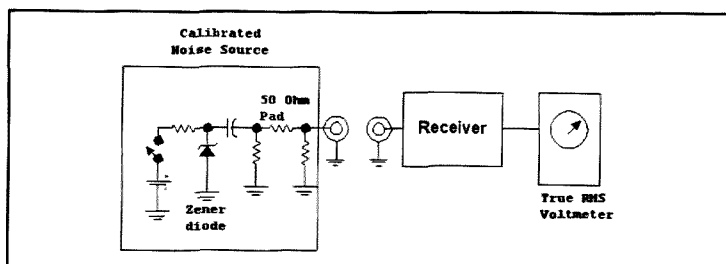 Calibrated
Noise Source
50 Ohm
Pad
Zener
diode
Receiver
True RMS
Voltmeter